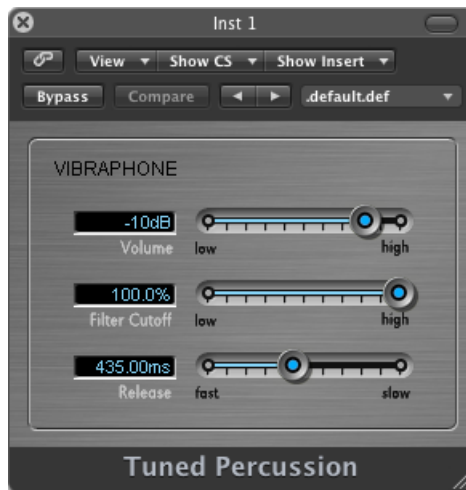 Inst 1
View Show CS Show Insert
Bypass Compare .default.def
VIBRAPHONE
-10dB
Volume low high
100.0%
Filter Cutoff low high
435.00ms
Release fast slow
Tuned Percussion